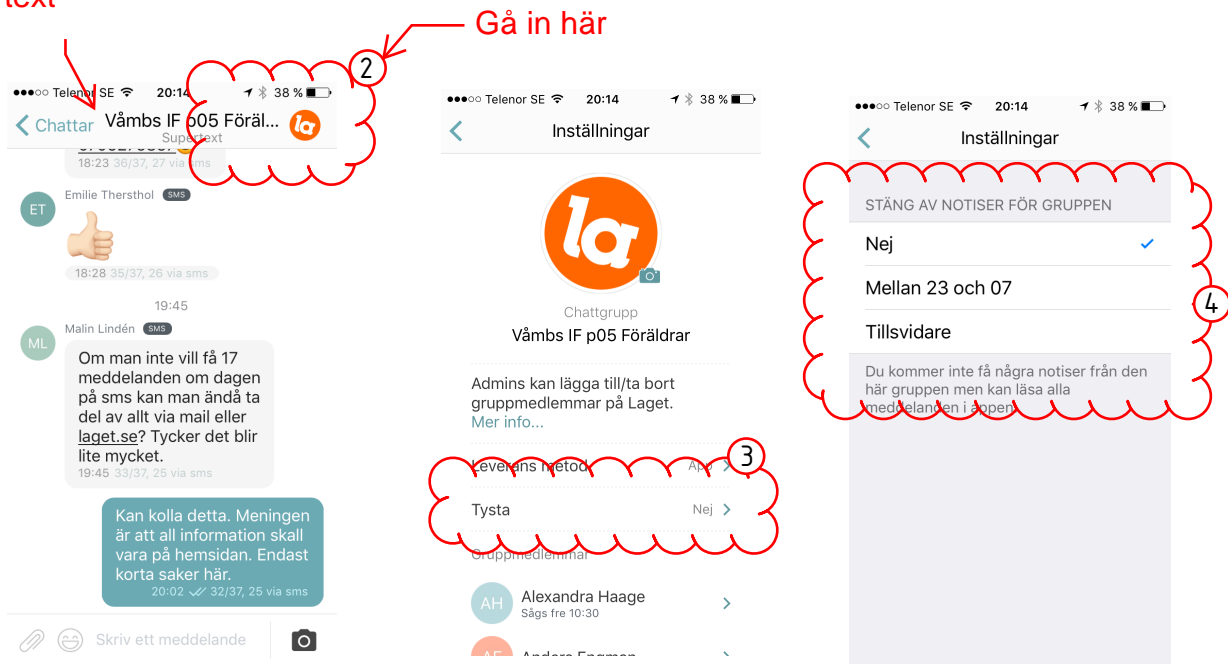 text
Gå in här
2
●●●○○ Telenor SE 20:14 38 %
Chattar Våmbs IF p05 Föräl...
Supertext
la
18:23 36/37, 27 via sms
ET
Emilie Thersthol SMS
18:28 35/37, 26 via sms
19:45
ML
Malin Lindén SMS
Om man inte vill få 17
meddelanden om dagen
på sms kan man ändå ta
del av allt via mail eller
laget.se? Tycker det blir
lite mycket.
19:45 33/37, 25 via sms
Kan kolla detta. Meningen
är att all information skall
vara på hemsidan. Endast
korta saker här.
20:02 32/37, 25 via sms
Skriv ett meddelande
●●●○○ Telenor SE 20:14 38 %
Inställningar
la
Chattgrupp
Våmbs IF p05 Föräldrar
Admins kan lägga till/ta bort
gruppmedlemmar på Laget.
Mer info...
3
Leverans metod App
Tysta Nej
Gruppmedlemmar
AH
Alexandra Haage
Sågs fre 10:30
●●●○○ Telenor SE 20:14 38 %
Inställningar
STÄNG AV NOTISER FÖR GRUPPEN
Nej
Mellan 23 och 07
4
Tillsvidare
Du kommer inte få några notiser från den
här gruppen men kan läsa alla
meddelanden i appen